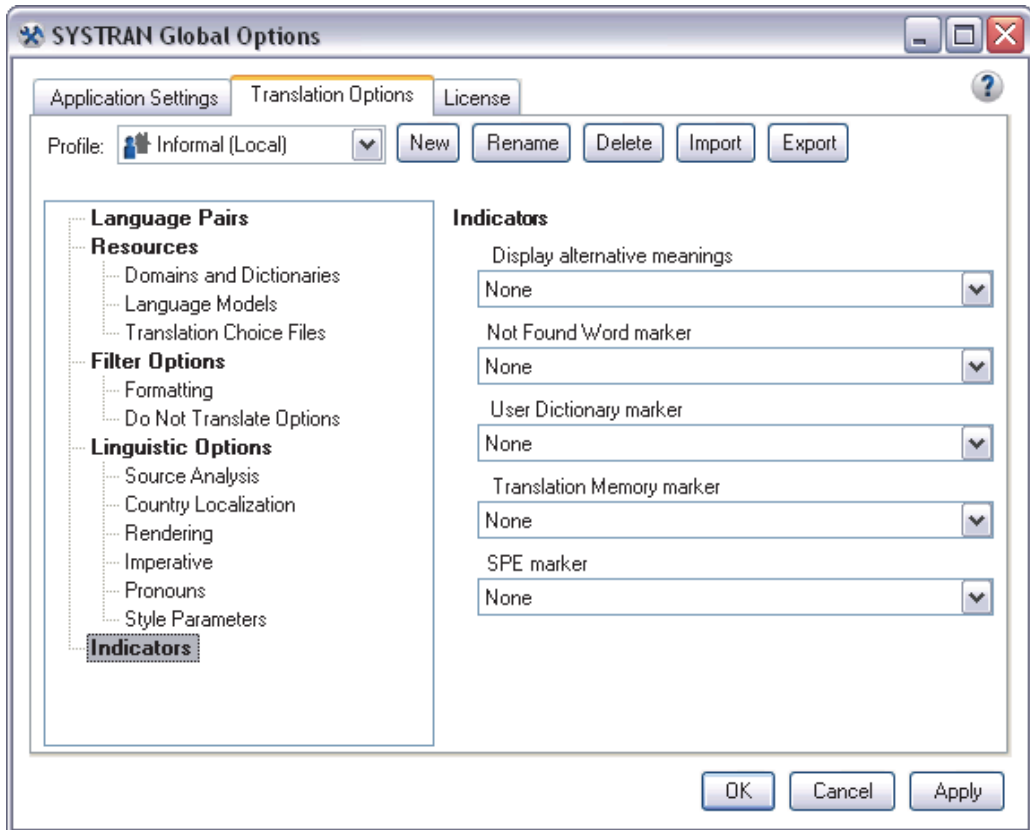 SYSTRAN Global Options
Application Settings Translation Options License
Profile: Informal (Local) New Rename Delete Import Export
Language Pairs
Resources
Domains and Dictionaries
Language Models
Translation Choice Files
Filter Options
Formatting
Do Not Translate Options
Linguistic Options
Source Analysis
Country Localization
Rendering
Imperative
Pronouns
Style Parameters
Indicators
Indicators
Display alternative meanings
None
Not Found Word marker
None
User Dictionary marker
None
Translation Memory marker
None
SPE marker
None
OK Cancel Apply